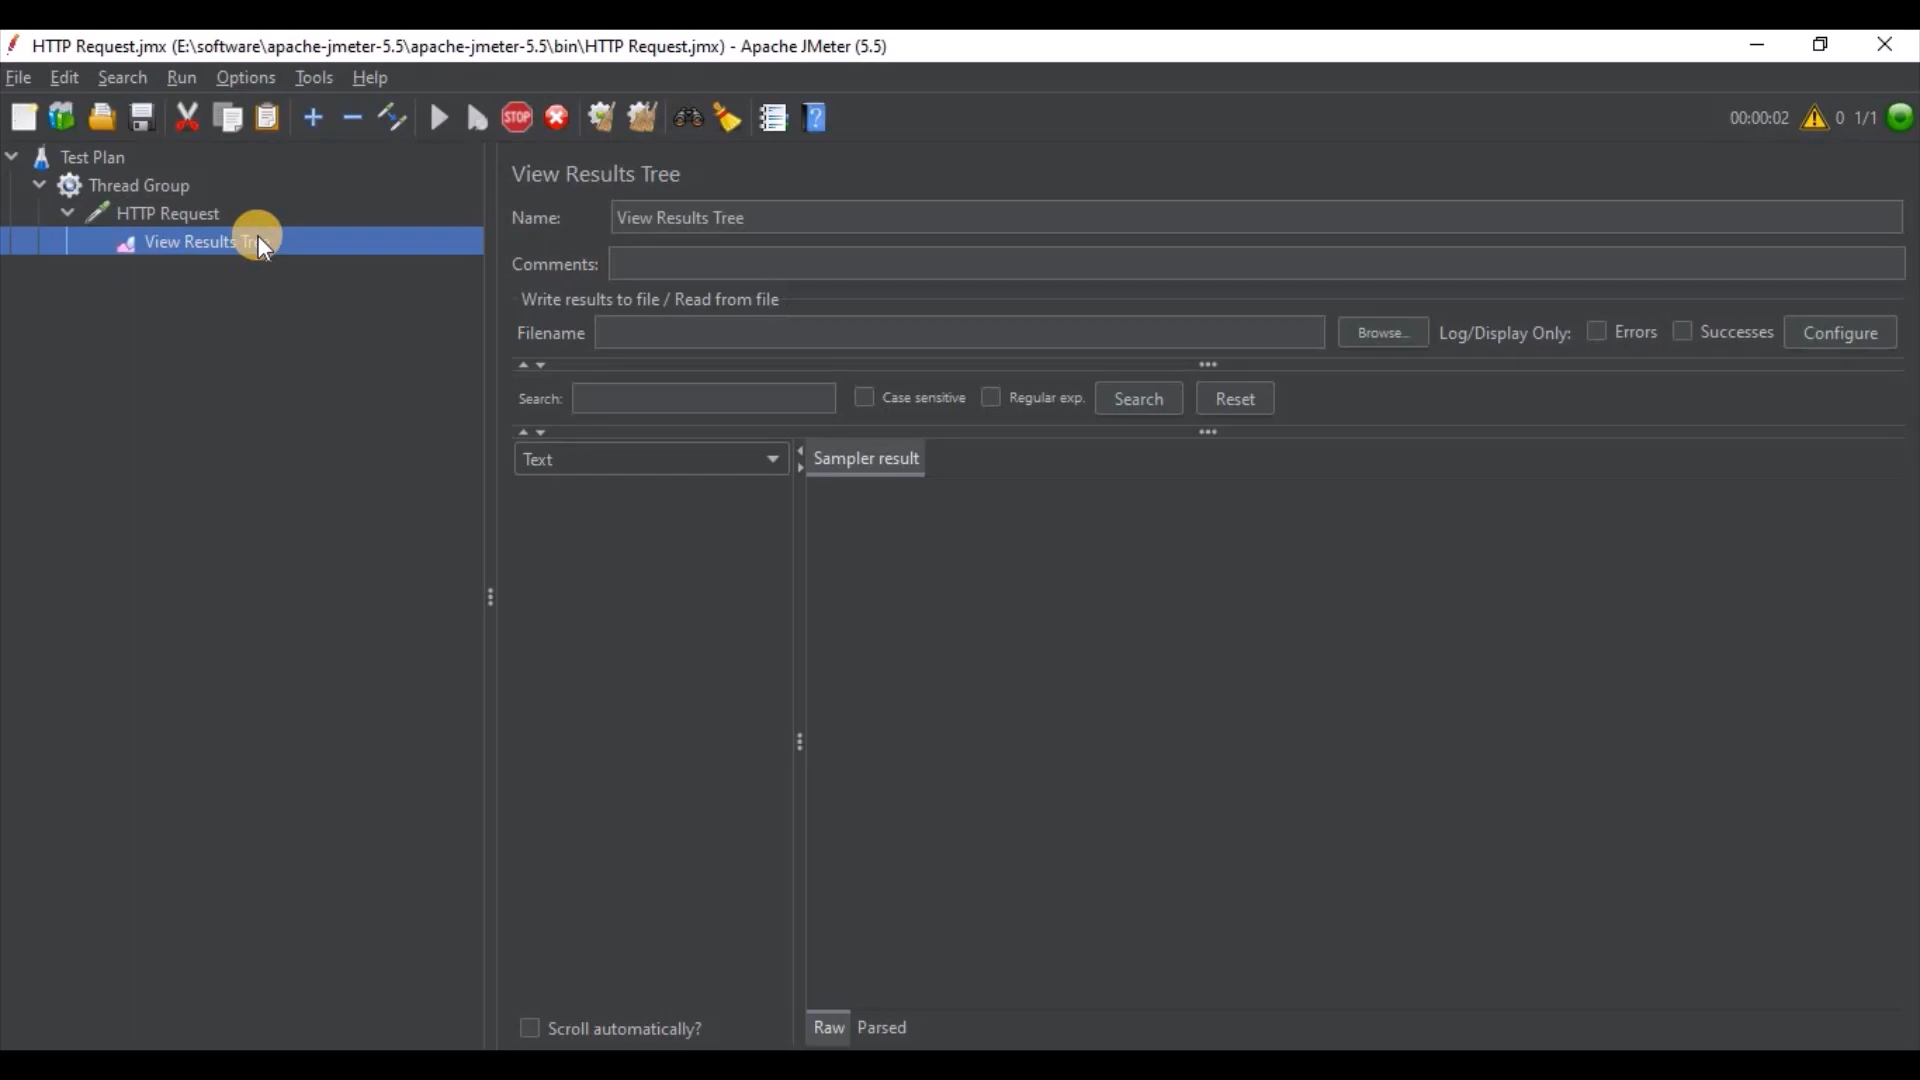 HTTP Request.jmx (E:\software\apache-jmeter-5.5\apache-jmeter-5.5\bin\HTTP Request.jmx) - Apache JMeter (5.5)
File Edit Search Run Options Tools Help
STOP ? 00:00:02 0 1/1
Test Plan
Thread Group
HTTP Request
View Results Tree
View Results Tree
Name: View Results Tree
Comments:
Write results to file / Read from file
Filename Browse... Log/Display Only: Errors Successes Configure
Search: Case sensitive Regular exp. Search Reset
Text Sampler result
Scroll automatically? Raw Parsed